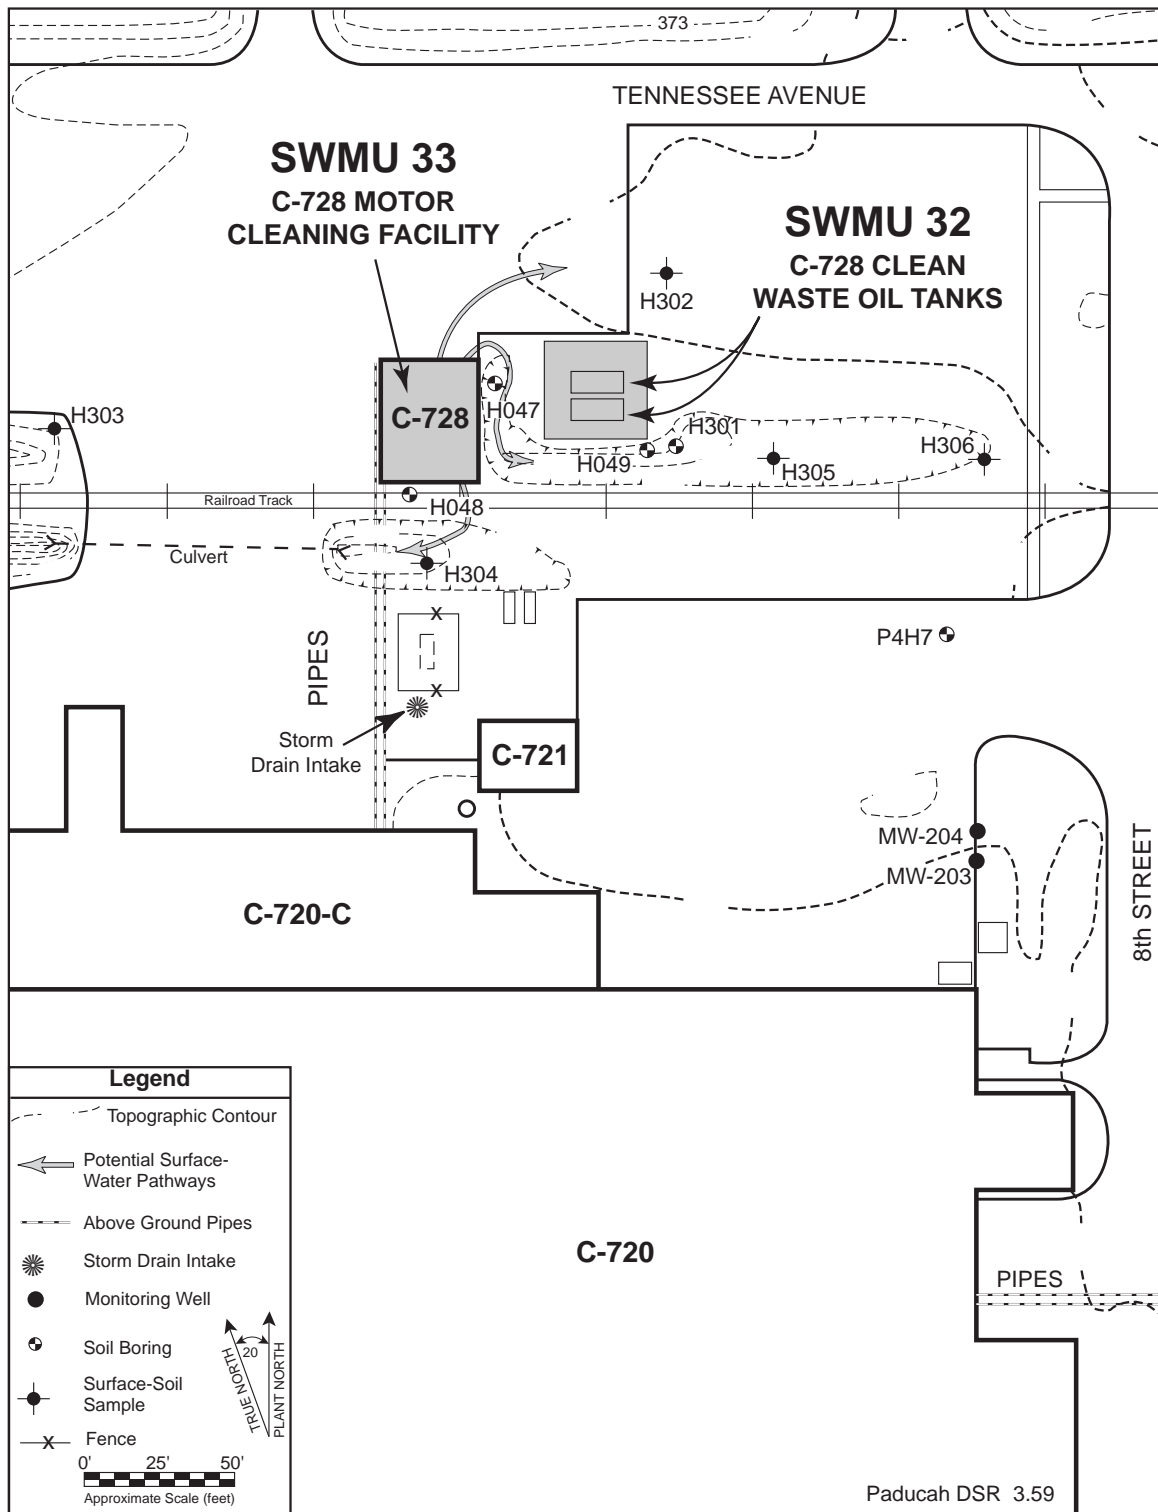 373
TENNESSEE AVENUE
SWMU 33
C-728 MOTOR
CLEANING FACILITY
SWMU 32
C-728 CLEAN
WASTE OIL TANKS
H302
H303
C-728
H047
H301
H049
H305
H306
Railroad Track
H048
Culvert
H304
PIPES
X
P4H7
X
Storm
Drain Intake
C-721
MW-204
MW-203
8th STREET
C-720-C
C-720
PIPES
Legend
Topographic Contour
Potential Surface-
Water Pathways
Above Ground Pipes
Storm Drain Intake
Monitoring Well
Soil Boring
Surface-Soil
Sample
X Fence
20
TRUE NORTH
PLANT NORTH
0' 25' 50'
Approximate Scale (feet)
Paducah DSR 3.59